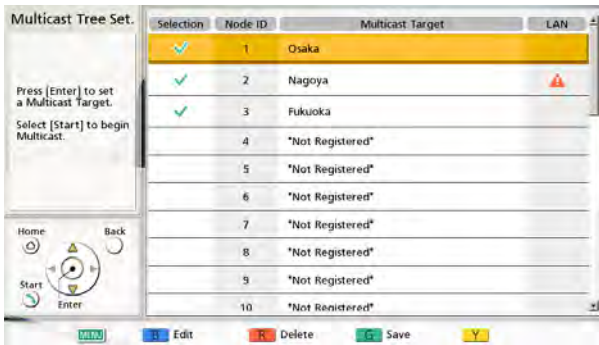 Multicast Tree Set.
Press [Enter] to set
a Multicast Target.
Select [Start] to begin
Multicast.
Home
Back
Start
Enter
Selection Node ID Multicast Target LAN
1 Osaka
2 Nagoya
3 Fukuoka
4 *Not Registered*
5 *Not Registered*
6 *Not Registered*
7 *Not Registered*
8 *Not Registered*
9 *Not Registered*
10 *Not Registered*
MENU B Edit R Delete G Save Y